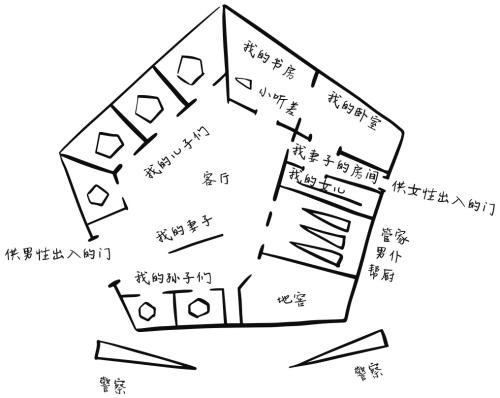 我的书房
小听差
我的卧室
我的儿子们
客厅
我妻子的房间
我的女儿
供女性出入的门
我的妻子
管家
男仆
帮厨
供男性出入的门
我的孙子们
地窖
警察
警察